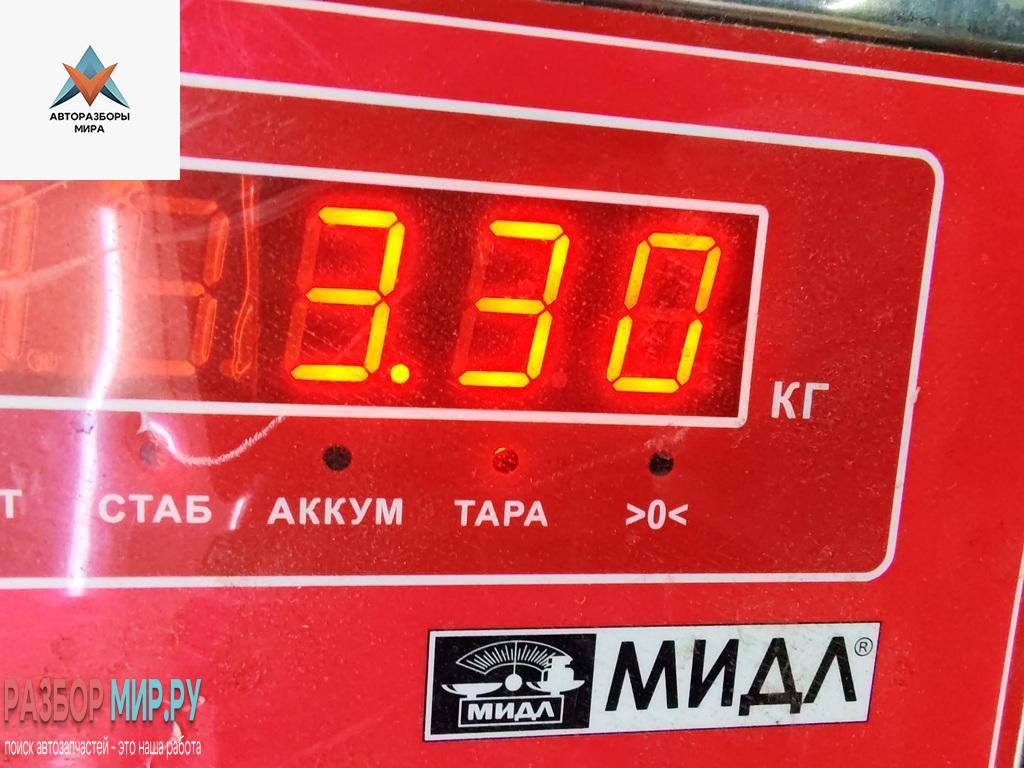 АВТОРАЗБОРЫ
МИРА
3.30
КГ
Т СТАБ АККУМ ТАРА >0<
МИДЛ МИДЛ®
РАЗБОР МИР.РУ
поиск автозапчастей - это наша работа